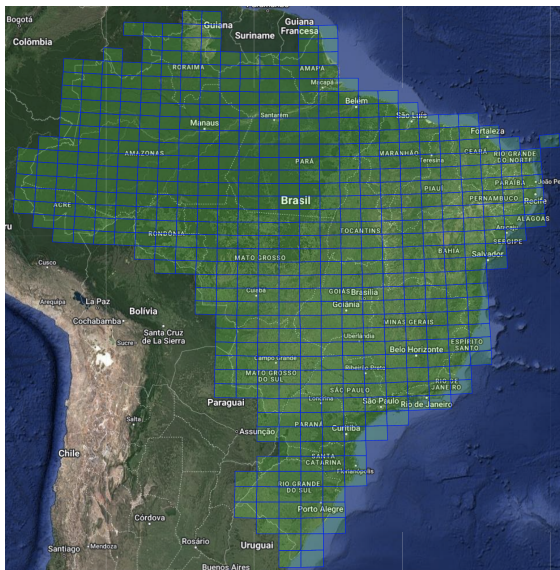 Bogotá
Colômbia
Guiana
Suriname
Guiana
Francesa
RORAIMA
AMAPÁ
Macapá
Belém
São Luís
Manaus
Santarém
Fortaleza
AMAZONAS
PARÁ
MARANHÃO
Teresina
CEARÁ
RIO GRANDE
DO NORTE
PARAÍBA
João Pe
PIAUÍ
PERNAMBUCO
Recife
Brasil
ACRE
ALAGOAS
Aracaju
SERGIPE
TOCANTINS
RONDÔNIA
BAHIA
Salvador
MATO GROSSO
Cusco
Cuiabá
GOIÁS
Brasília
Goiânia
La Paz
Arequipa
Bolívia
Cochabamba
Santa Cruz
de La Sierra
Sucre
MINAS GERAIS
Uberlândia
Belo Horizonte
ESPÍRITO
SANTO
Campo Grande
MATO GROSSO
DO SUL
Ribeirão Preto
RIO DE
JANEIRO
SÃO PAULO
Londrina
São Paulo
Rio de Janeiro
Paraguai
PARANÁ
Curitiba
Assunção
Salta
SANTA
CATARINA
Florianópolis
Chile
RIO GRANDE
DO SUL
Porto Alegre
Córdova
Rosário
Uruguai
Santiago
Mendoza
Buenos Aires